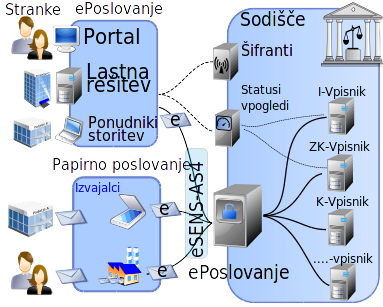 Stranke
ePoslovanje
Portal
Lastna
rešitev
Ponudniki
storitev
e
Papirno poslovanje
Izvajalci
e
e
eSENS-AS4
ePoslovanje
Sodišče
Šifranti
Statusi
vpogledi
I-Vpisnik
ZK-Vpisnik
K-Vpisnik
....-vpisnik